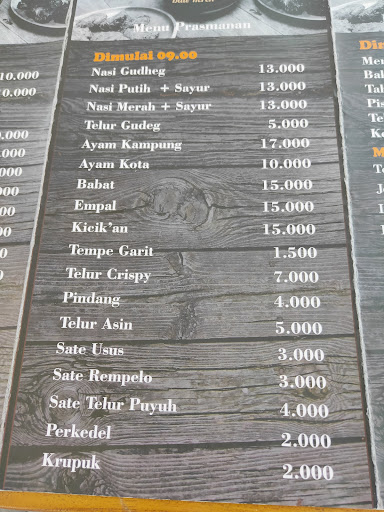 Menu Prasmanan
Dimulai 09.00
Nasi Gudheg 13.000
Nasi Putih + Sayur 13.000
Nasi Merah + Sayur 13.000
Telur Gudeg 5.000
Ayam Kampung 17.000
Ayam Kota 10.000
Babat 15.000
Empal 15.000
Kicik'an 15.000
Tempe Garit 1.500
Telur Crispy 7.000
Pindang 4.000
Telur Asin 5.000
Sate Usus 3.000
Sate Rempelo 3.000
Sate Telur Puyuh 4.000
Perkedel 2.000
Krupuk 2.000
10.000